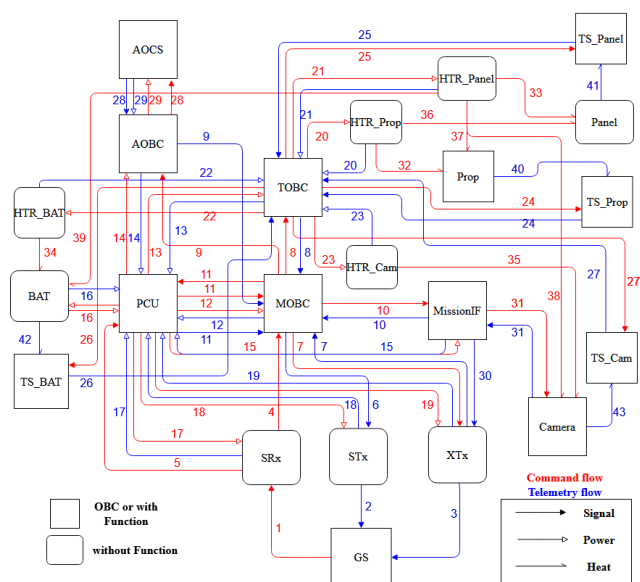 25
TS_Panel
AOCS
25
21
HTR_Panel
33
41
28
29
29
28
HTR_Prop
36
Panel
AOBC
9
21
20
37
22
20
32
40
TOBC
Prop
HTR_BAT
22
24
TS_Prop
39
14
13
14
13
9
23
24
34
8
8
23
HTR_Cam
35
27
27
BAT
16
PCU
11
11
MOBC
MissionIF
38
16
12
10
31
26
12
10
31
42
11
15
7
7
15
TS_Cam
TS_BAT
26
19
30
17
18
4
18
6
19
Camera
43
17
5
SRx
STx
XTx
Command flow
Telemetry flow
OBC or with
Function
2
3
Signal
1
without Function
GS
Power
Heat